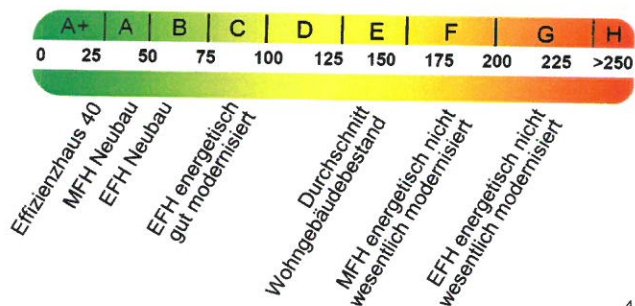 A+ A B C D E F G H
0 25 50 75 100 125 150 175 200 225 >250
Effizienzhaus 40
MFH Neubau
EFH Neubau
EFH energetisch
gut modernisiert
Durchschnitt
Wohngebäudebestand
MFH energetisch nicht
wesentlich modernisiert
EFH energetisch nicht
wesentlich modernisiert